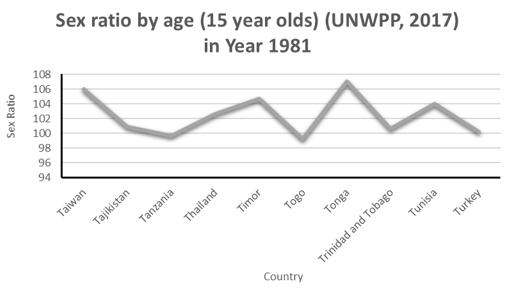 Sex ratio by age (15 year olds) (UNWPP, 2017)
in Year 1981
Sex Ratio
108
106
104
102
100
98
96
94
Taiwan
Tajikistan
Tanzania
Thailand
Timor
Togo
Tonga
Trinidad and Tobago
Tunisia
Turkey
Country